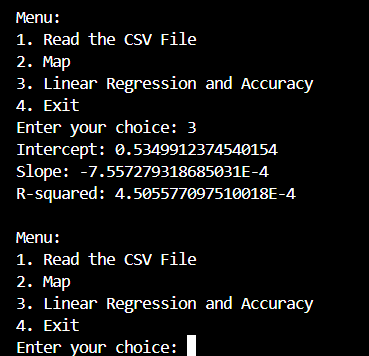 Menu:
1. Read the CSV File
2. Map
3. Linear Regression and Accuracy
4. Exit
Enter your choice: 3
Intercept: 0.5349912374540154
Slope: -7.557279318685031E-4
R-squared: 4.505577097510018E-4
Menu:
1. Read the CSV File
2. Map
3. Linear Regression and Accuracy
4. Exit
Enter your choice: